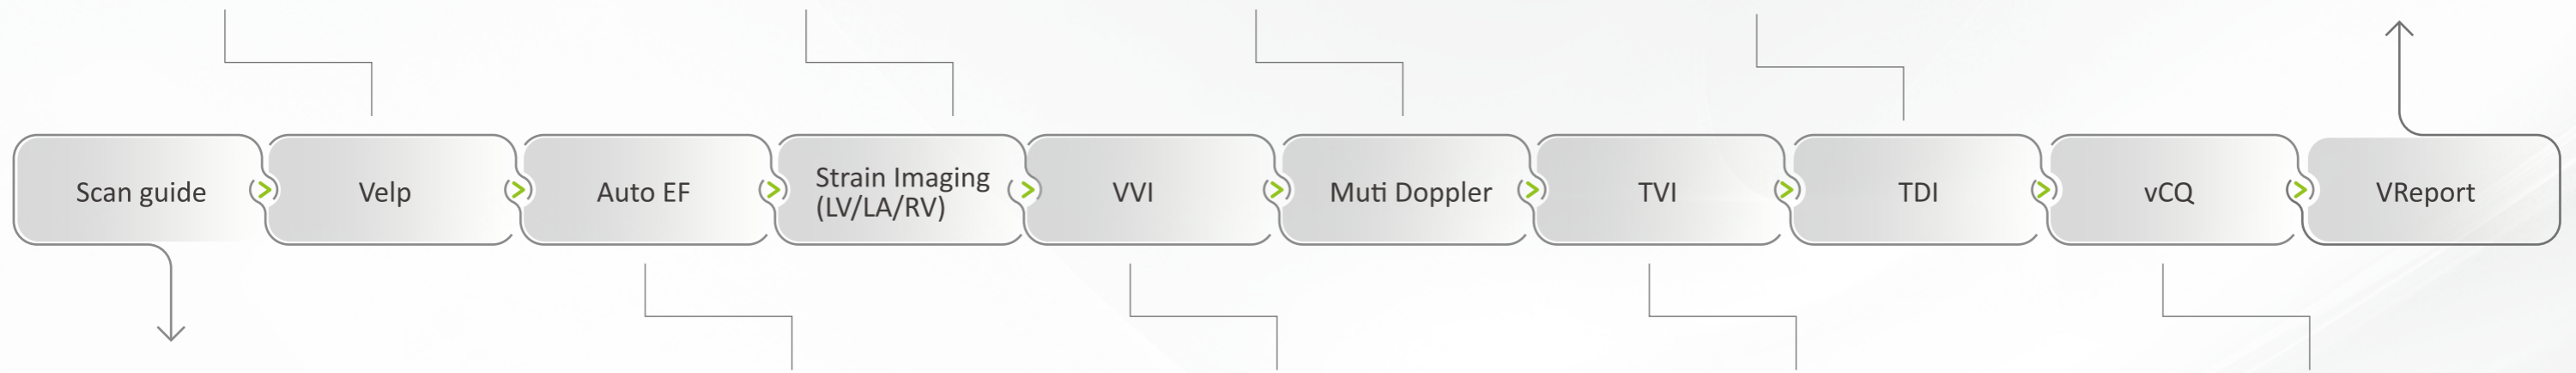 Scan guide
Velp
Auto EF
Strain Imaging
(LV/LA/RV)
VVI
Muti Doppler
TVI
TDI
vCQ
VReport